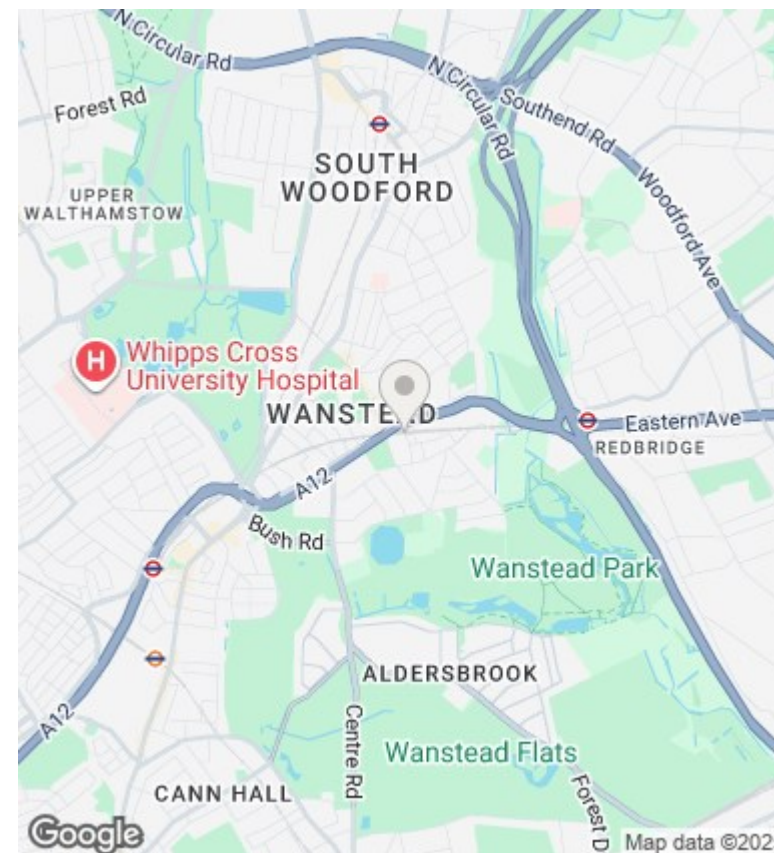 N Circular Rd
N Circular Rd
Forest Rd
Southend Rd
SOUTH
WOODFORD
UPPER
WALTHAMSTOW
Woodford Ave
H
Whipps Cross
University Hospital
WANSTEAD
Eastern Ave
REDBRIDGE
A12
Bush Rd
Wanstead Park
ALDERSBROOK
A12
Centre Rd
Wanstead Flats
CANN HALL
Forest D
Google
Map data ©202